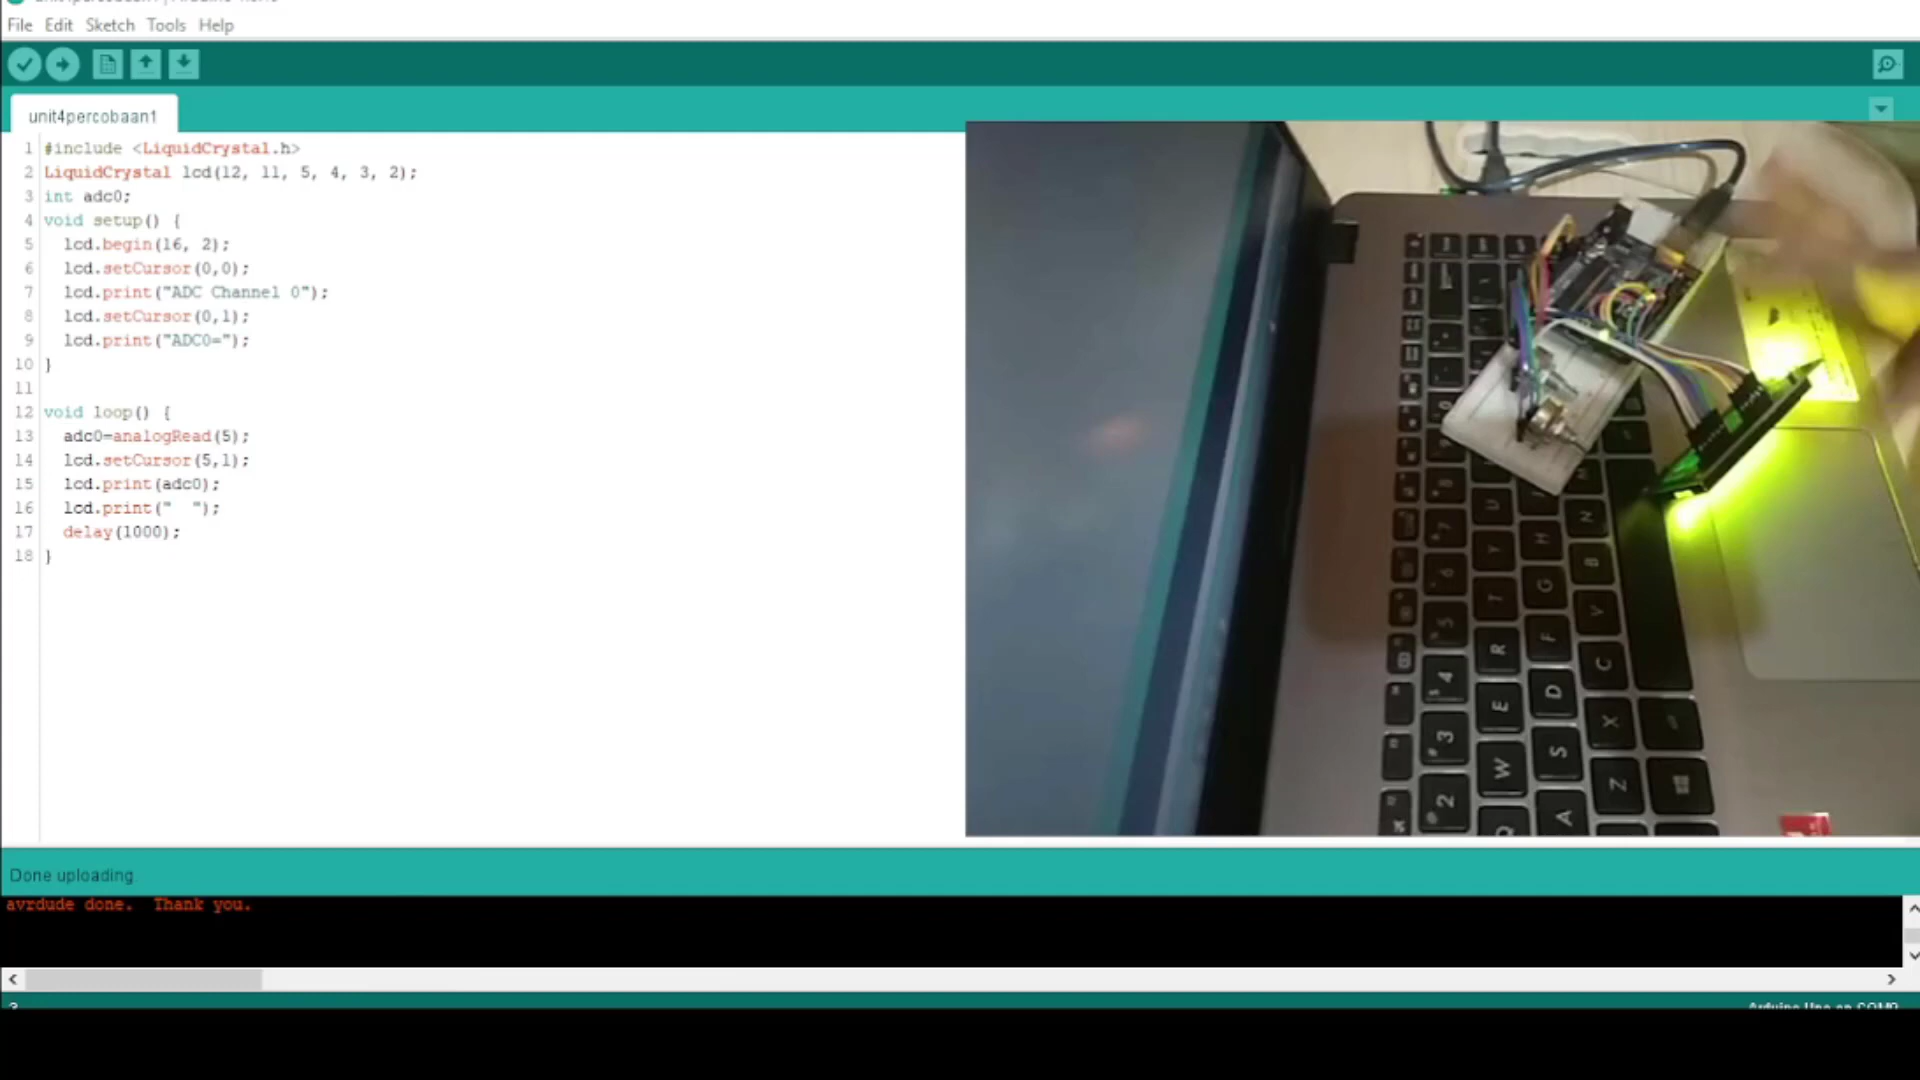 File Edit Sketch Tools Help
unit4percobaan1
1 #include <LiquidCrystal.h>
2 LiquidCrystal lcd(12, 11, 5, 4, 3, 2);
3 int adc0;
4 void setup() {
5 lcd.begin(16, 2);
6 lcd.setCursor(0,0);
7 lcd.print("ADC Channel 0");
8 lcd.setCursor(0,1);
9 lcd.print("ADC0=");
10 }
11
12 void loop() {
13 adc0=analogRead(5);
14 lcd.setCursor(5,1);
15 lcd.print(adc0);
16 lcd.print("  ");
17 delay(1000);
18 }
Done uploading.
avrdude done.  Thank you.